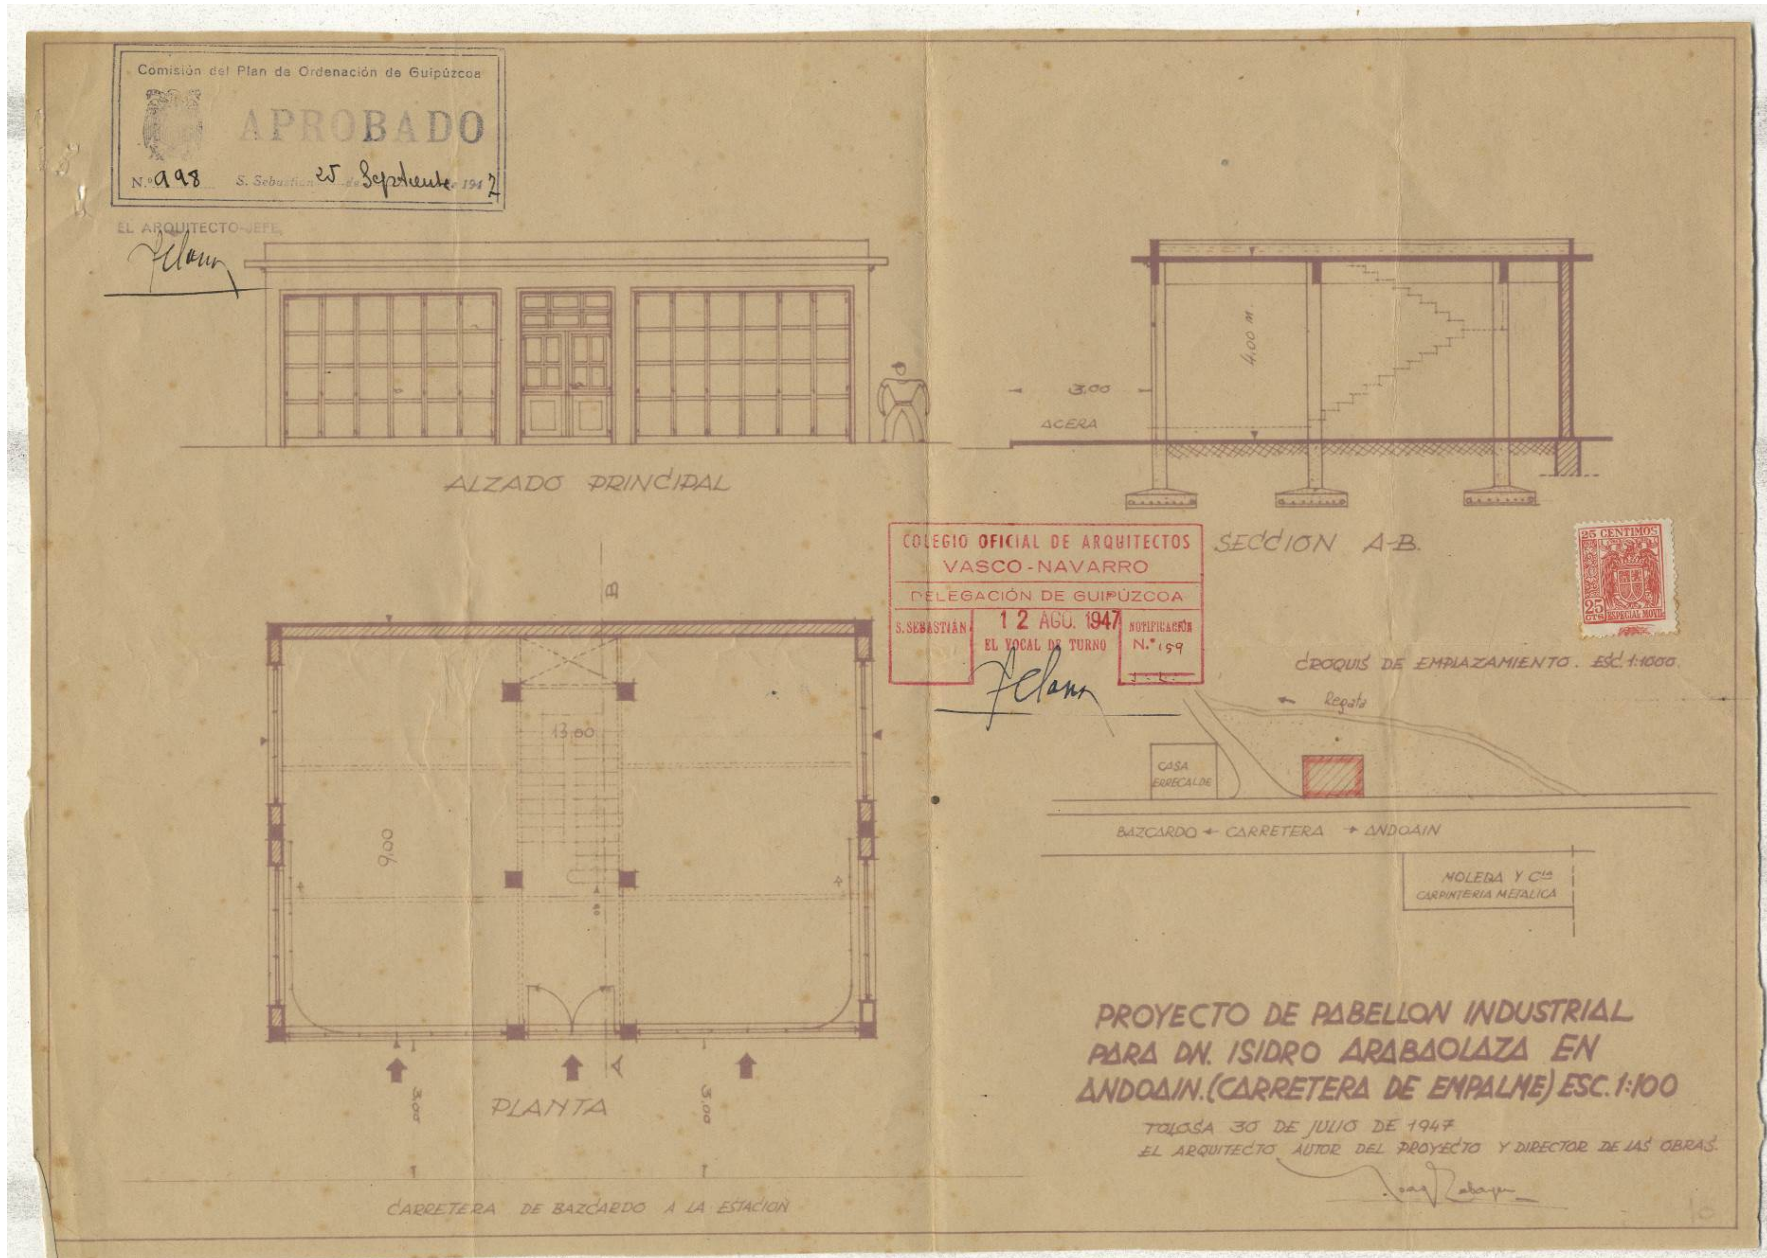 Comisión del Plan de Ordenación de Guipúzcoa
APROBADO
N.º 998 S. Sebastian 25 de Septiembre 1947
EL ARQUITECTO-JEFE,
ALZADO PRINCIPAL
3.00
ACERA
4.00 M.
SECCION A-B.
COLEGIO OFICIAL DE ARQUITECTOS
VASCO-NAVARRO
DELEGACIÓN DE GUIPÚZCOA
S. SEBASTIÁN
12 AGO. 1947
EL VOCAL DE TURNO
NOTIFICACIÓN
N.º 159
25 CENTIMOS
25 CTS
ESPECIAL MOVIL
B
13.00
9,00
A
3.00
3.00
PLANTA
CARRETERA DE BAZCARDO A LA ESTACION
CROQUIS DE EMPLAZAMIENTO. ESC. 1:1000.
Regata
CASA
ERRECALDE
BAZCARDO ← CARRETERA → ANDOAIN
MOLEDA Y Cia
CARPINTERIA METALICA
PROYECTO DE PABELLON INDUSTRIAL
PARA DN. ISIDRO ARABAOLAZA EN
ANDOAIN.(CARRETERA DE EMPALME) ESC. 1:100
TOLOSA 30 DE JULIO DE 1947
EL ARQUITECTO AUTOR DEL PROYECTO Y DIRECTOR DE LAS OBRAS.